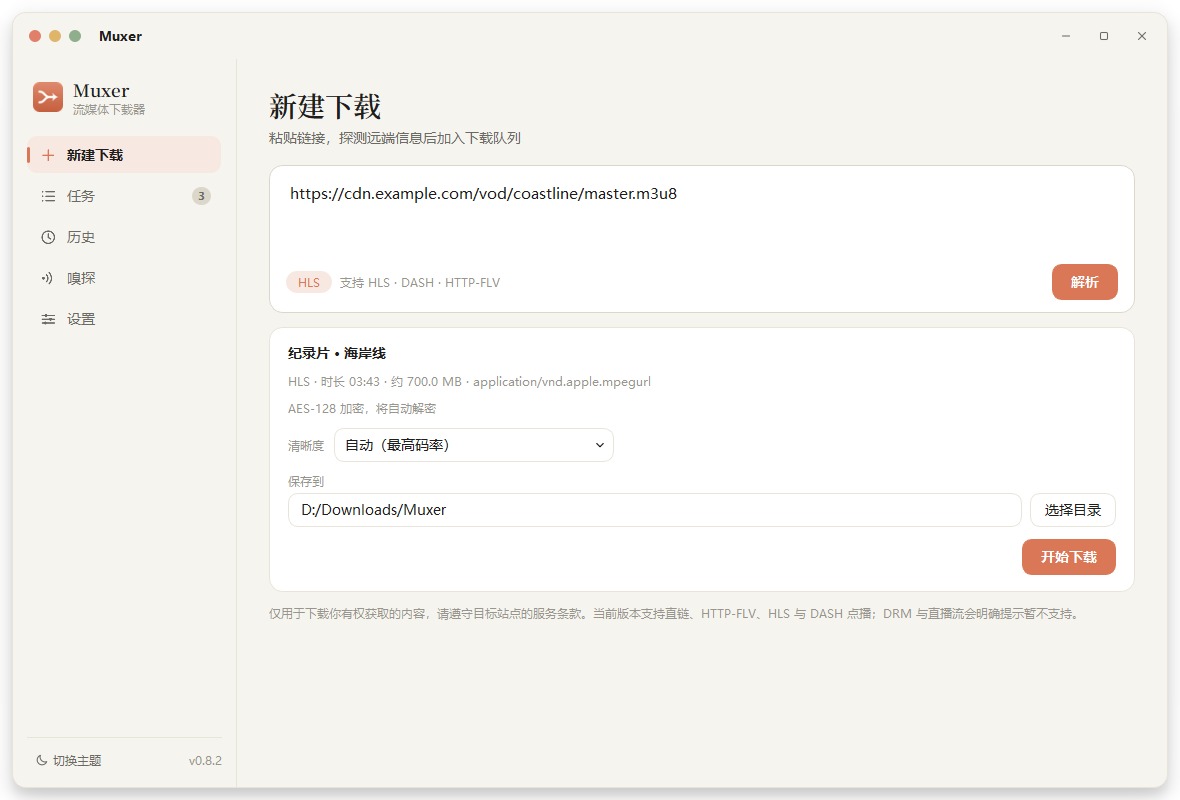 Muxer
Muxer
流媒体下载器
新建下载
任务 3
历史
嗅探
设置
切换主题 v0.8.2
新建下载
粘贴链接，探测远端信息后加入下载队列
https://cdn.example.com/vod/coastline/master.m3u8
HLS 支持 HLS · DASH · HTTP-FLV 解析
纪录片 • 海岸线
HLS · 时长 03:43 · 约 700.0 MB · application/vnd.apple.mpegurl
AES-128 加密，将自动解密
清晰度 自动（最高码率）
保存到
D:/Downloads/Muxer 选择目录
开始下载
仅用于下载你有权获取的内容，请遵守目标站点的服务条款。当前版本支持直链、HTTP-FLV、HLS 与 DASH 点播；DRM 与直播流会明确提示暂不支持。